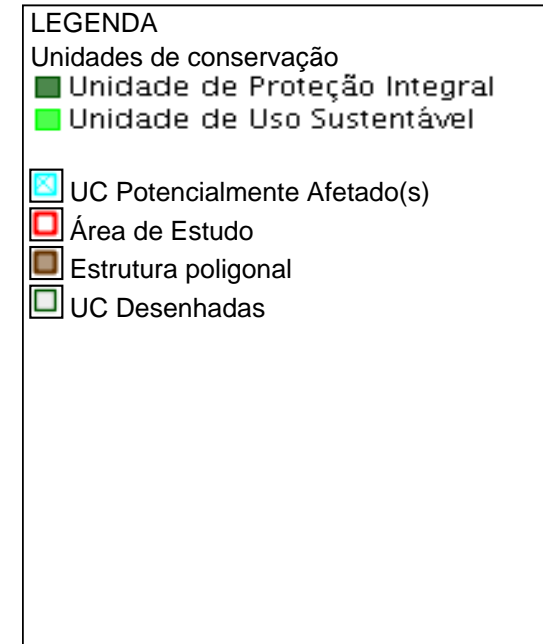 LEGENDA
Unidades de conservação
Unidade de Proteção Integral
Unidade de Uso Sustentável
UC Potencialmente Afetado(s)
Área de Estudo
Estrutura poligonal
UC Desenhadas